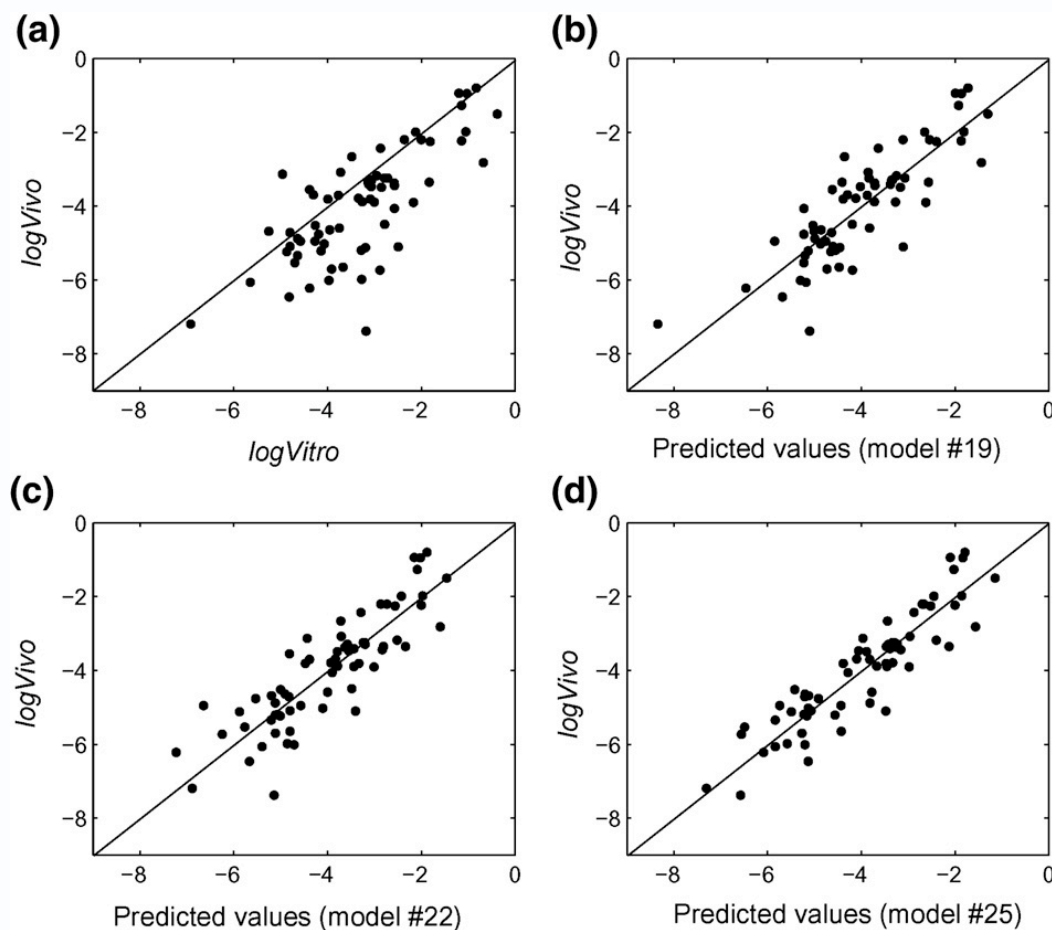 (a)
0
−2
−4
−6
−8
logVivo
−8 −6 −4 −2 0
logVitro
(b)
0
−2
−4
−6
−8
logVivo
−8 −6 −4 −2 0
Predicted values (model #19)
(c)
0
−2
−4
−6
−8
logVivo
−8 −6 −4 −2 0
Predicted values (model #22)
(d)
0
−2
−4
−6
−8
logVivo
−8 −6 −4 −2 0
Predicted values (model #25)